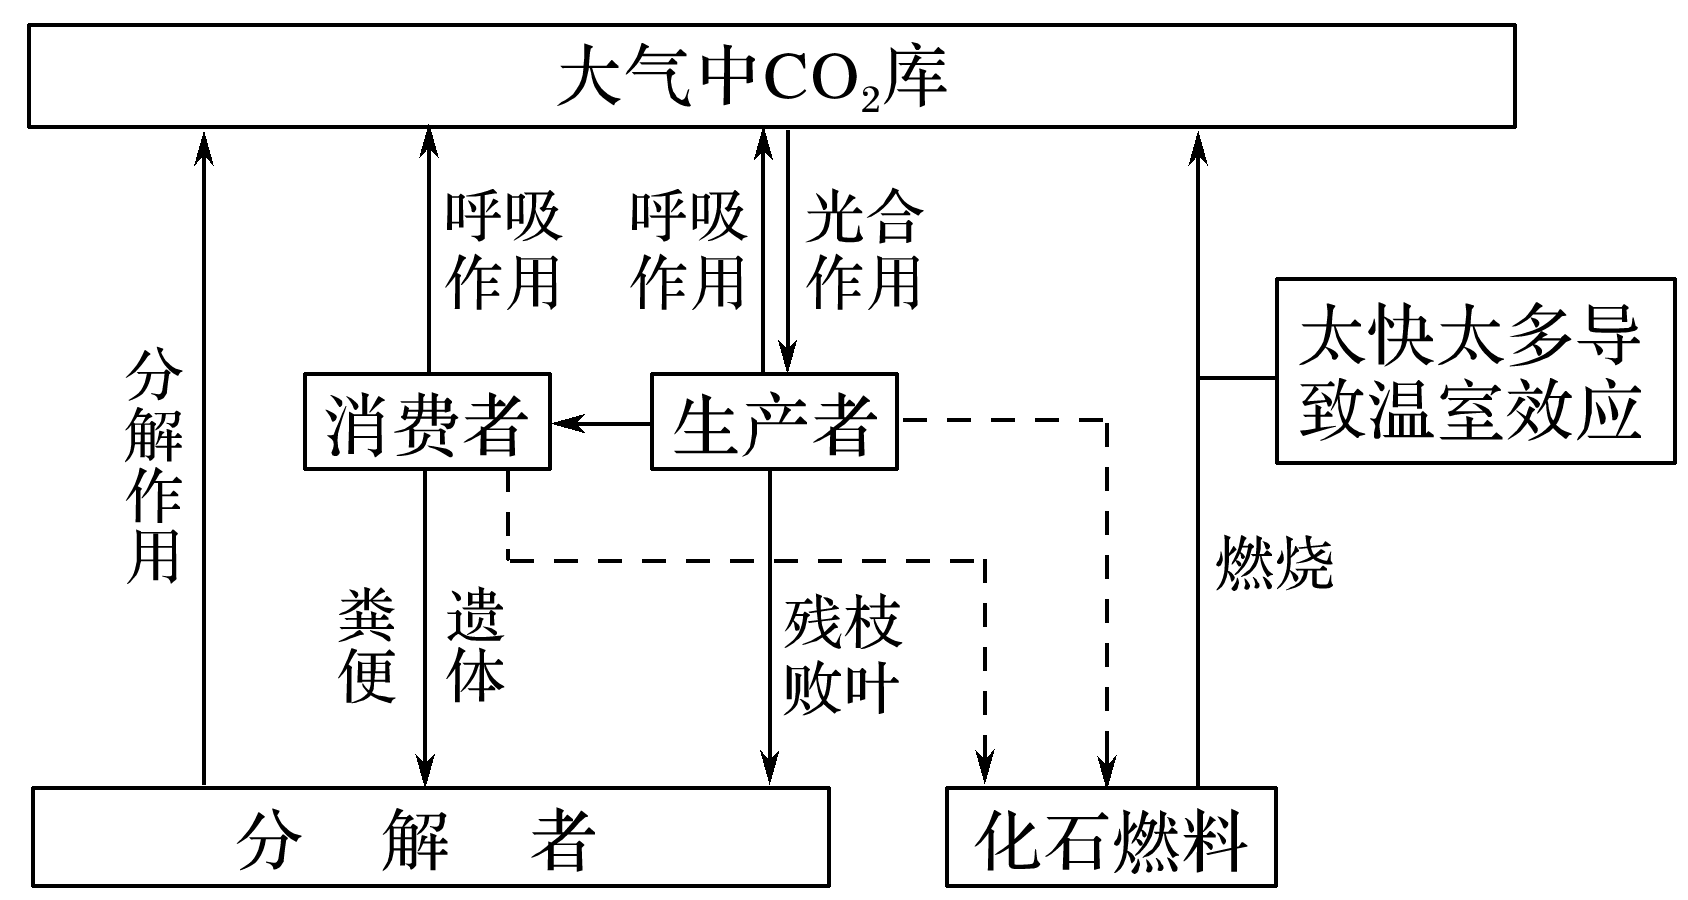 大气中CO₂库
呼吸
作用
呼吸
作用
光合
作用
太快太多导
致温室效应
分解作用
消费者
生产者
燃烧
粪便
遗体
残枝
败叶
分解者
化石燃料